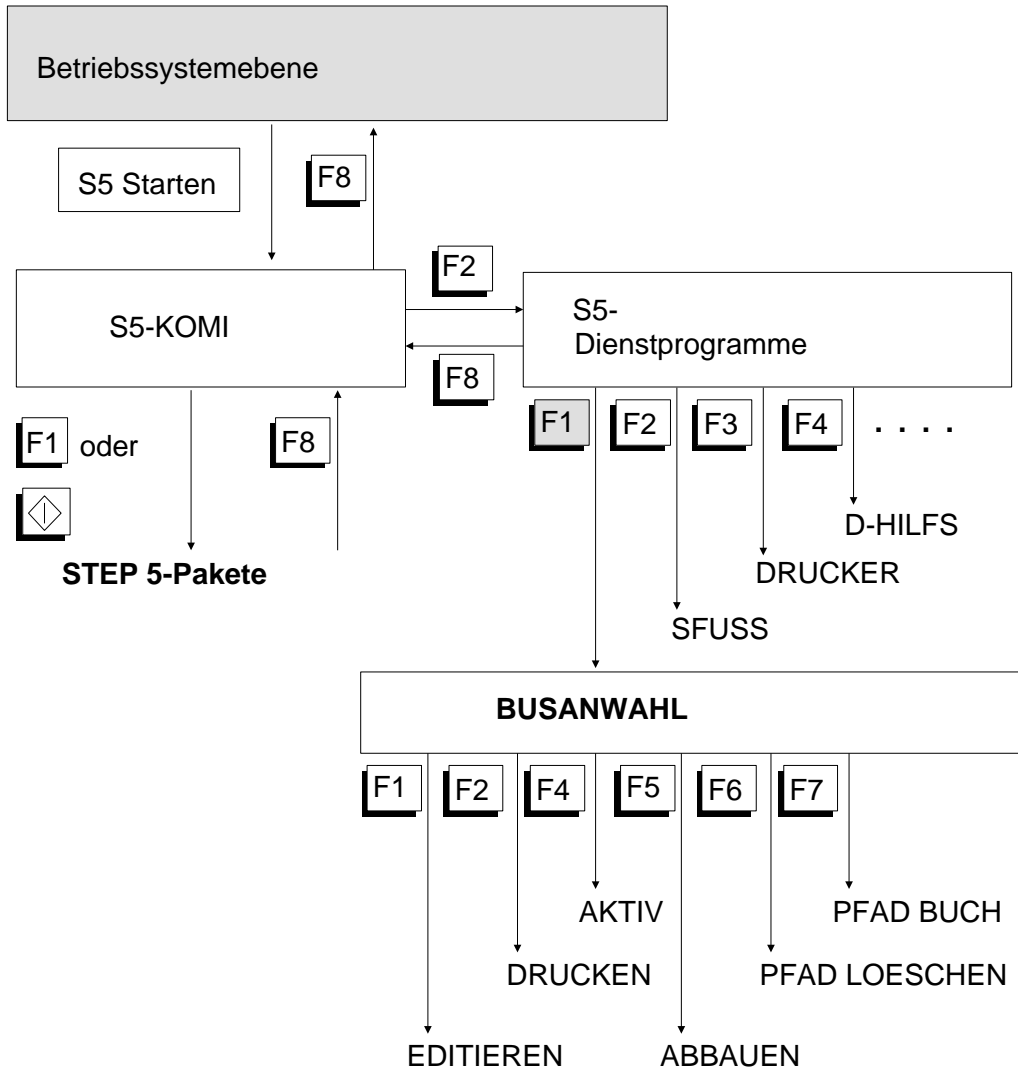 Betriebssystemebene
S5 Starten
F8
F2
S5-KOMI
S5-
Dienstprogramme
F8
F1 oder
F8
F1 F2 F3 F4 . . . .
D-HILFS
STEP 5-Pakete
DRUCKER
SFUSS
BUSANWAHL
F1 F2 F4 F5 F6 F7
AKTIV PFAD BUCH
DRUCKEN PFAD LOESCHEN
EDITIEREN ABBAUEN